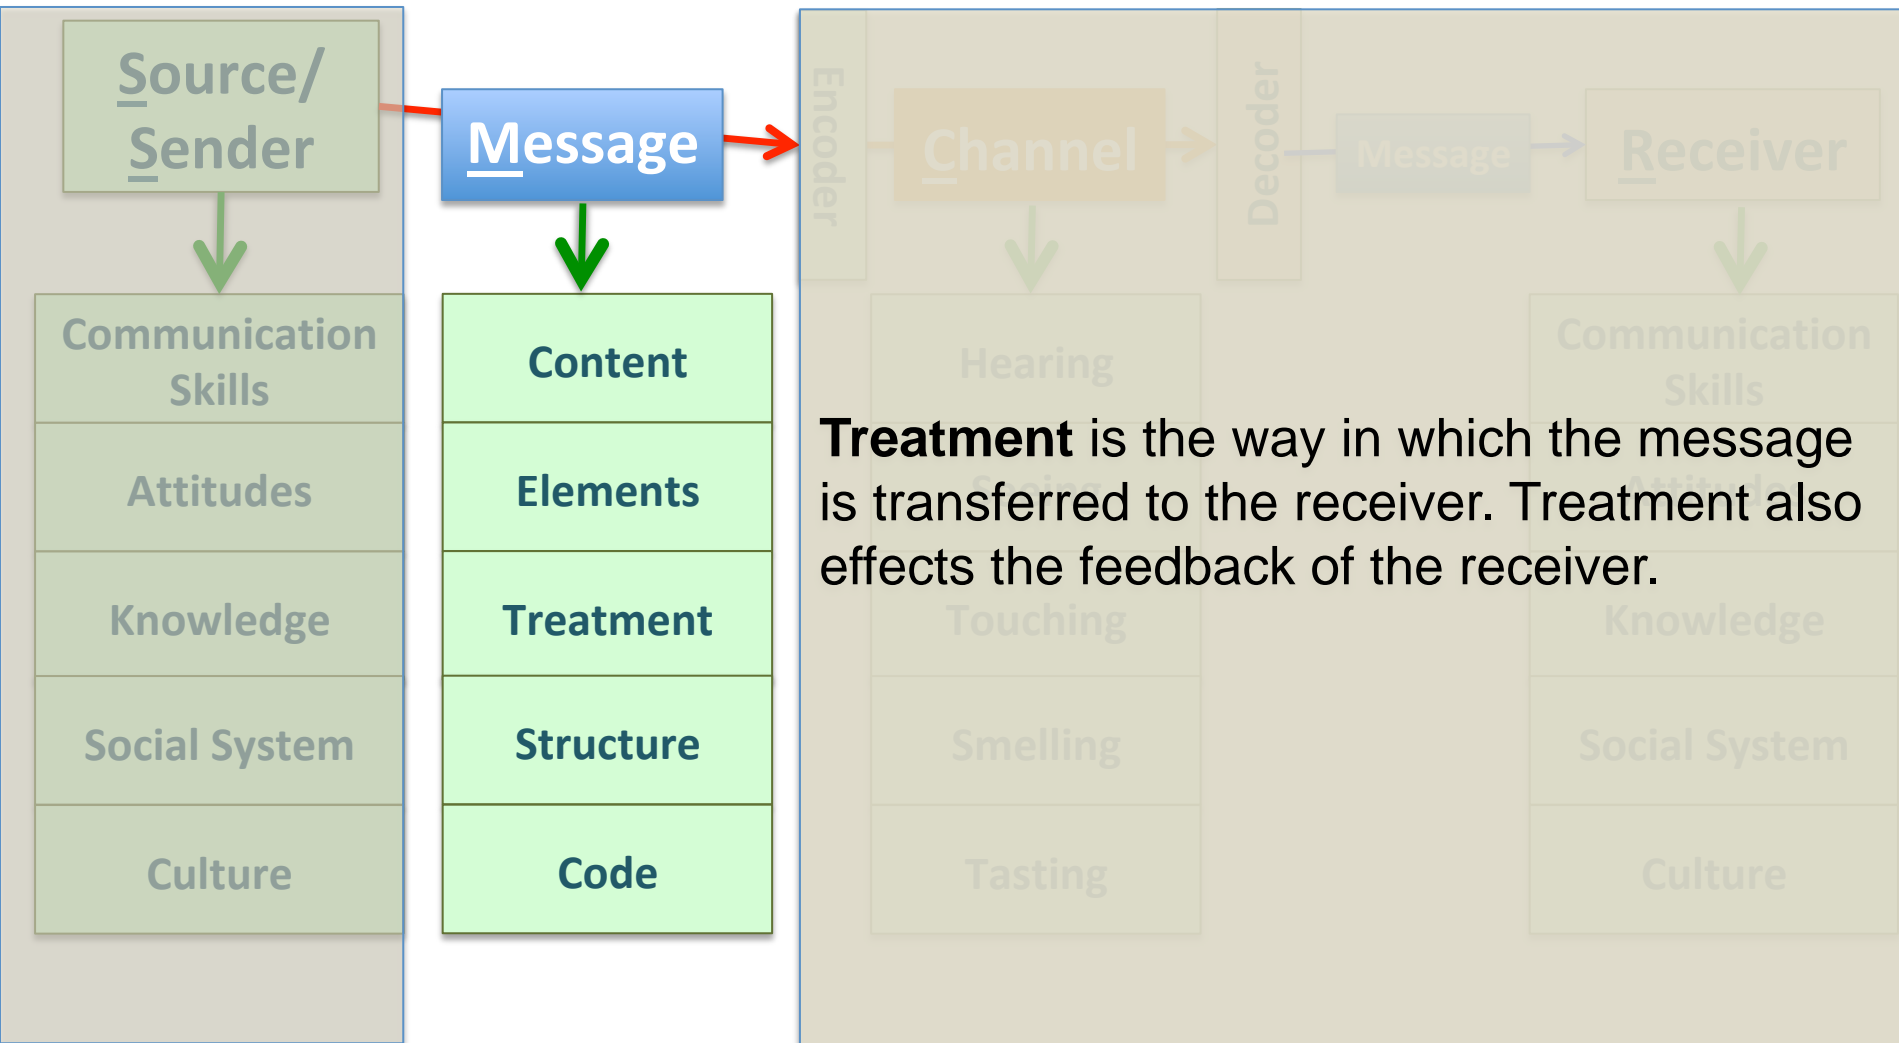 Source/
Sender
Message
Encoder
Channel
Decoder
Message
Receiver
Communication
Skills
Attitudes
Knowledge
Social System
Culture
Content
Elements
Treatment
Structure
Code
Hearing
Seeing
Touching
Smelling
Tasting
Communication
Skills
Attitudes
Knowledge
Social System
Culture
Treatment is the way in which the message
is transferred to the receiver. Treatment also
effects the feedback of the receiver.